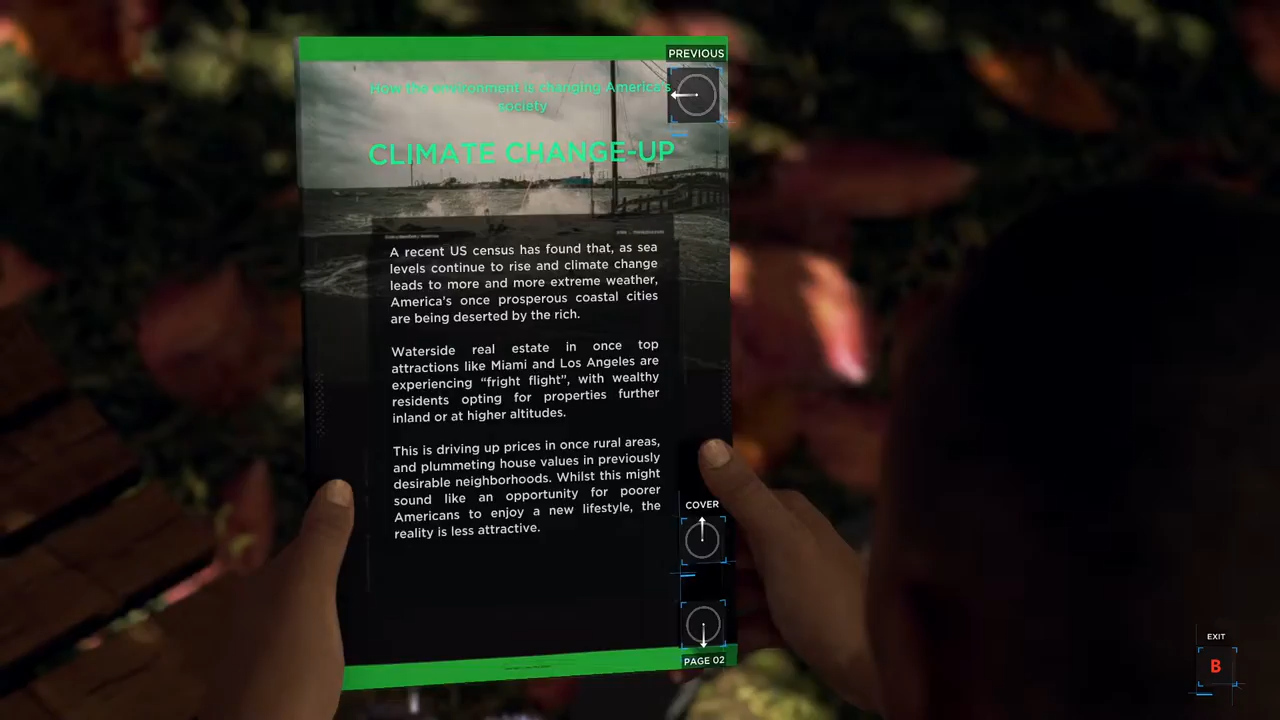 PREVIOUS
How the environment is changing America's
society
CLIMATE CHANGE-UP
A recent US census has found that, as sea
levels continue to rise and climate change
leads to more and more extreme weather,
America's once prosperous coastal cities
are being deserted by the rich.
Waterside real estate in once top
attractions like Miami and Los Angeles are
experiencing “fright flight”, with wealthy
residents opting for properties further
inland or at higher altitudes.
This is driving up prices in once rural areas,
and plummeting house values in previously
desirable neighborhoods. Whilst this might
sound like an opportunity for poorer
Americans to enjoy a new lifestyle, the
reality is less attractive.
COVER
PAGE 02
EXIT
B